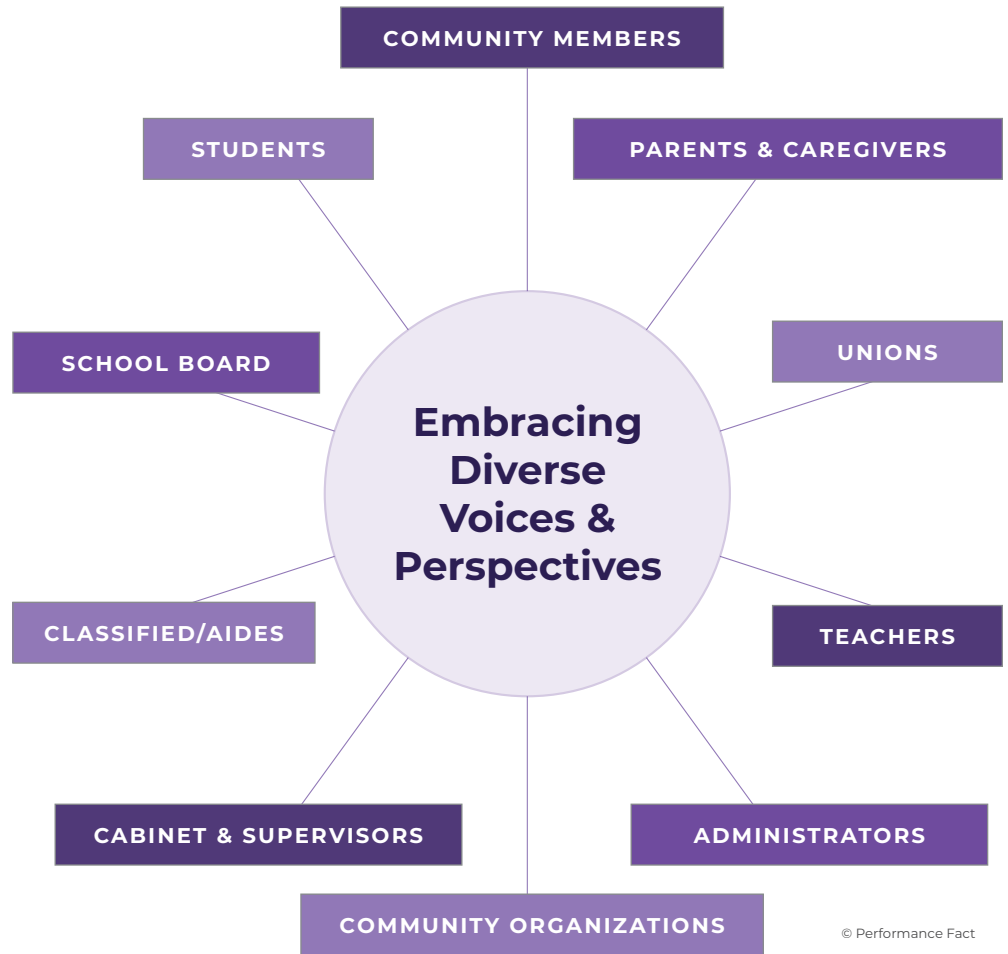 COMMUNITY MEMBERS
STUDENTS
PARENTS & CAREGIVERS
SCHOOL BOARD
UNIONS
Embracing
Diverse
Voices &
Perspectives
CLASSIFIED/AIDES
TEACHERS
CABINET & SUPERVISORS
ADMINISTRATORS
COMMUNITY ORGANIZATIONS
© Performance Fact